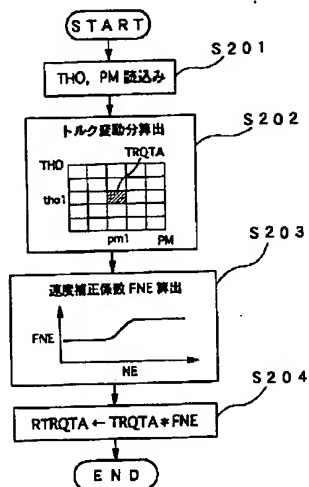 START
S201
THO, PM 読込み
S202
トルク変動分算出
THO
TRQTA
tho1
pm1
PM
S203
速度補正係数 FNE 算出
FNE
NE
S204
RTRQTA ← TRQTA * FNE
END